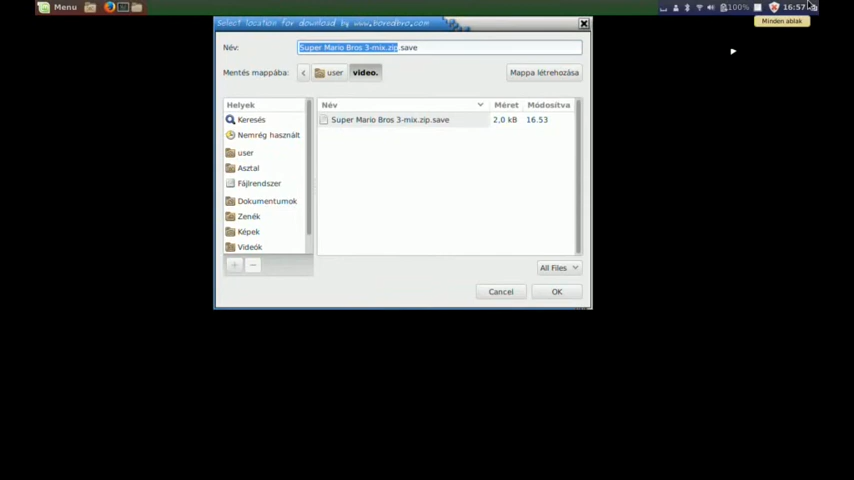 Menu
100%
16:57
Minden ablak
Select location for download by www.boredbro.com
Név:
Super Mario Bros 3-mix.zip.save
Mentés mappába:
user
video.
Mappa létrehozása
Helyek
Név
Méret
Módosítva
Keresés
Super Mario Bros 3-mix.zip.save
2,0 kB
16.53
Nemrég használt
user
Asztal
Fájlrendszer
Dokumentumok
Zenék
Képek
Videók
All Files
Cancel
OK